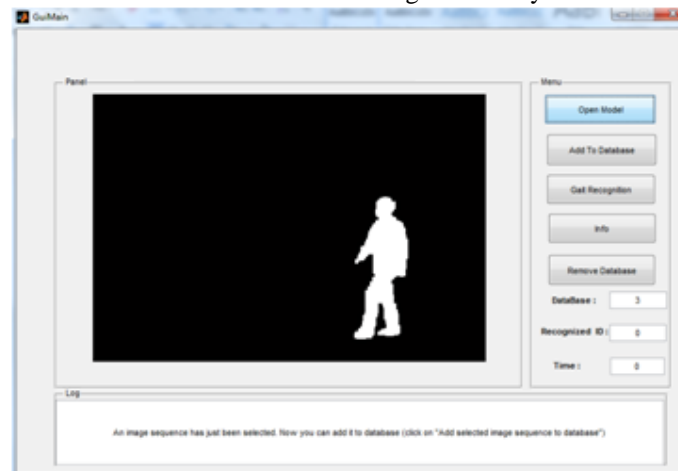 GuiMain
Panel
Menu
Open Model
Add To Database
Gait Recognition
Info
Remove Database
DataBase : 3
Recognized ID : 0
Time : 0
Log
An image sequence has just been selected. Now you can add it to database (click on "Add selected image sequence to database")